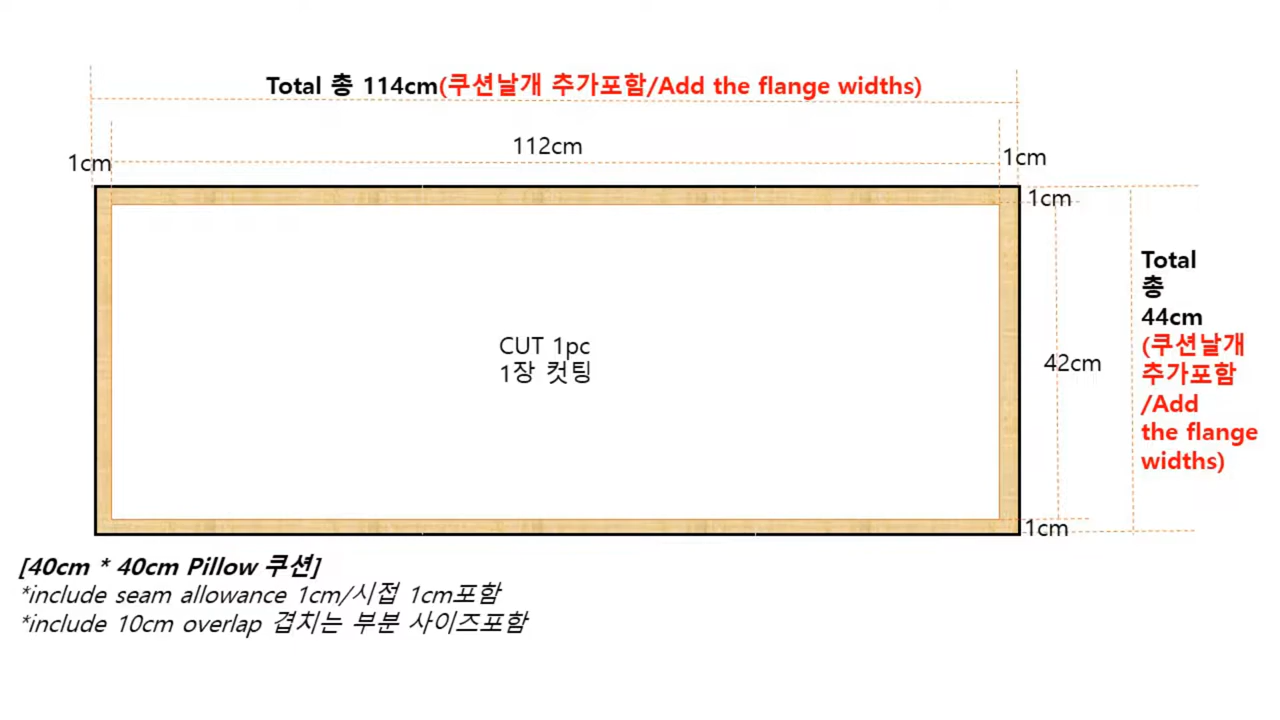 Total 총 114cm(쿠션날개 추가포함/Add the flange widths)
112cm
1cm
1cm
1cm
Total
총
44cm
(쿠션날개
추가포함
/Add
the flange
widths)
CUT 1pc
1장 컷팅
42cm
1cm
[40cm * 40cm Pillow 쿠션]
*include seam allowance 1cm/시접 1cm포함
*include 10cm overlap 겹치는 부분 사이즈포함